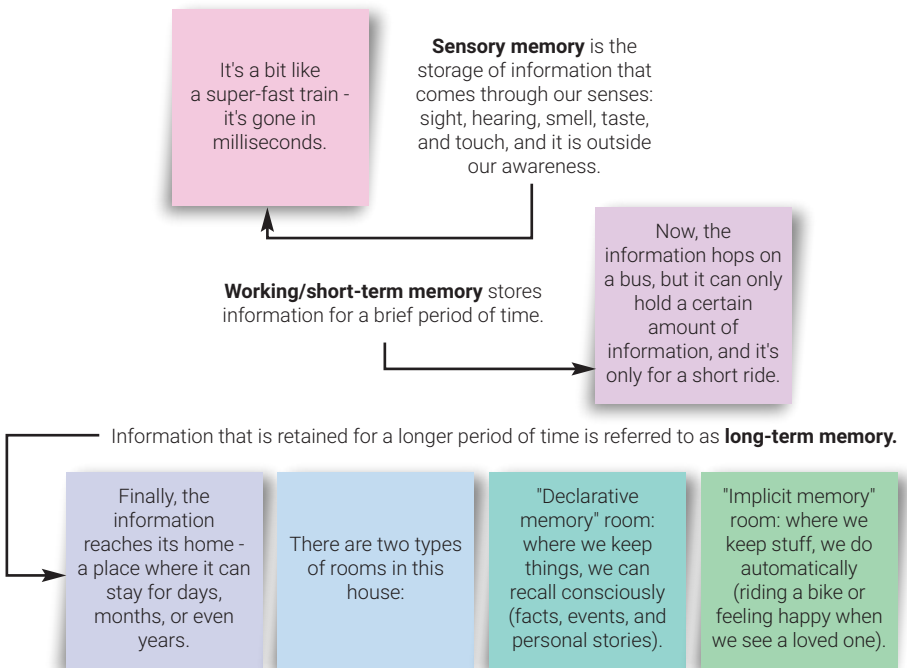 It's a bit like
a super-fast train -
it's gone in
milliseconds.
Sensory memory is the
storage of information that
comes through our senses:
sight, hearing, smell, taste,
and touch, and it is outside
our awareness.
Working/short-term memory stores
information for a brief period of time.
Now, the
information hops on
a bus, but it can only
hold a certain
amount of
information, and it's
only for a short ride.
Information that is retained for a longer period of time is referred to as long-term memory.
Finally, the
information
reaches its home -
a place where it can
stay for days,
months, or even
years.
There are two types
of rooms in this
house:
"Declarative
memory" room:
where we keep
things, we can
recall consciously
(facts, events, and
personal stories).
"Implicit memory"
room: where we
keep stuff, we do
automatically
(riding a bike or
feeling happy when
we see a loved one).